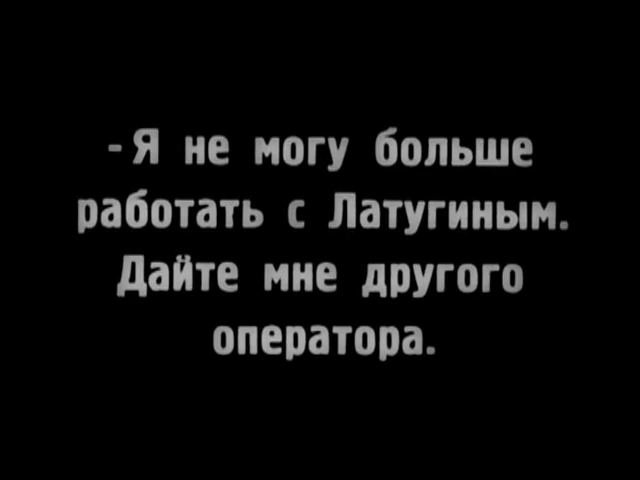 - Я не могу больше
работать с Латугиным.
Дайте мне другого
оператора.